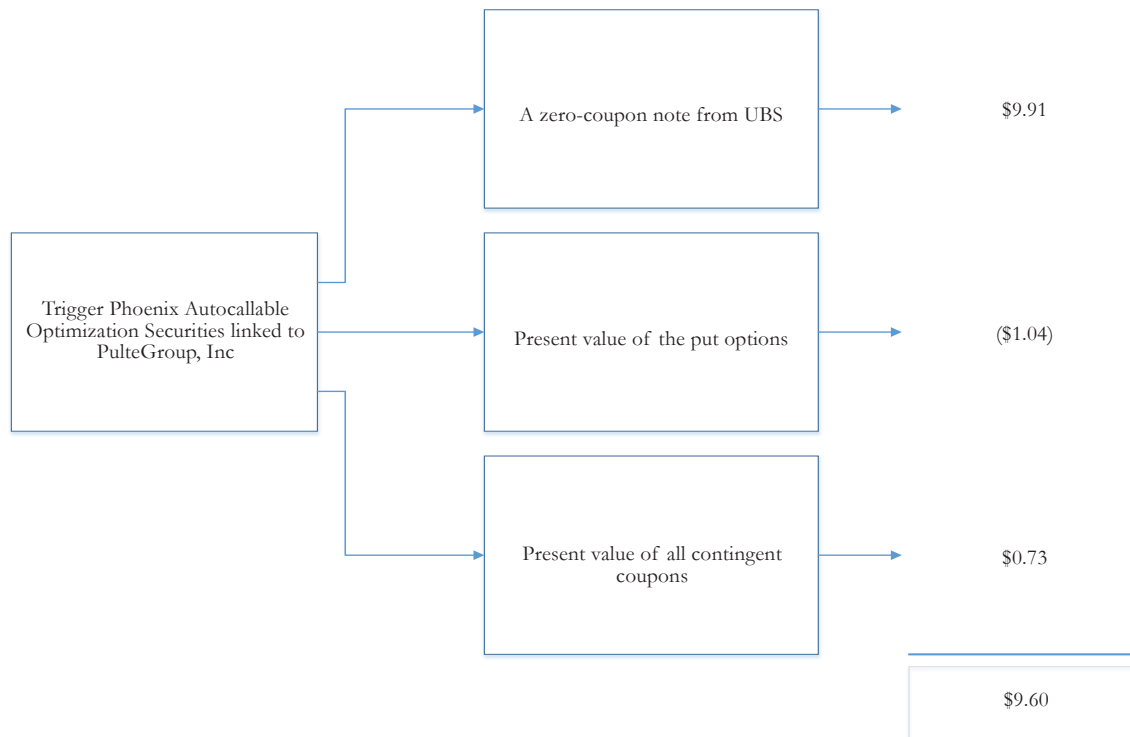 A zero-coupon note from UBS
$9.91
Trigger Phoenix Autocallable
Optimization Securities linked to
PulteGroup, Inc
Present value of the put options
($1.04)
Present value of all contingent
coupons
$0.73
$9.60